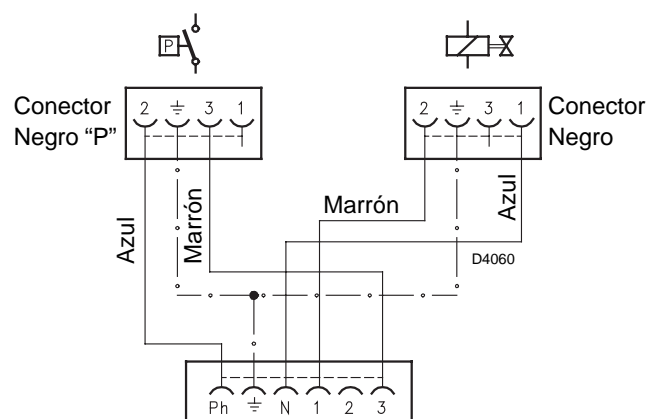 P
Conector
Negro “P”
2 3 1
2 3 1
Conector
Negro
Azul
Marrón
Marrón
Azul
D4060
Ph N 1 2 3